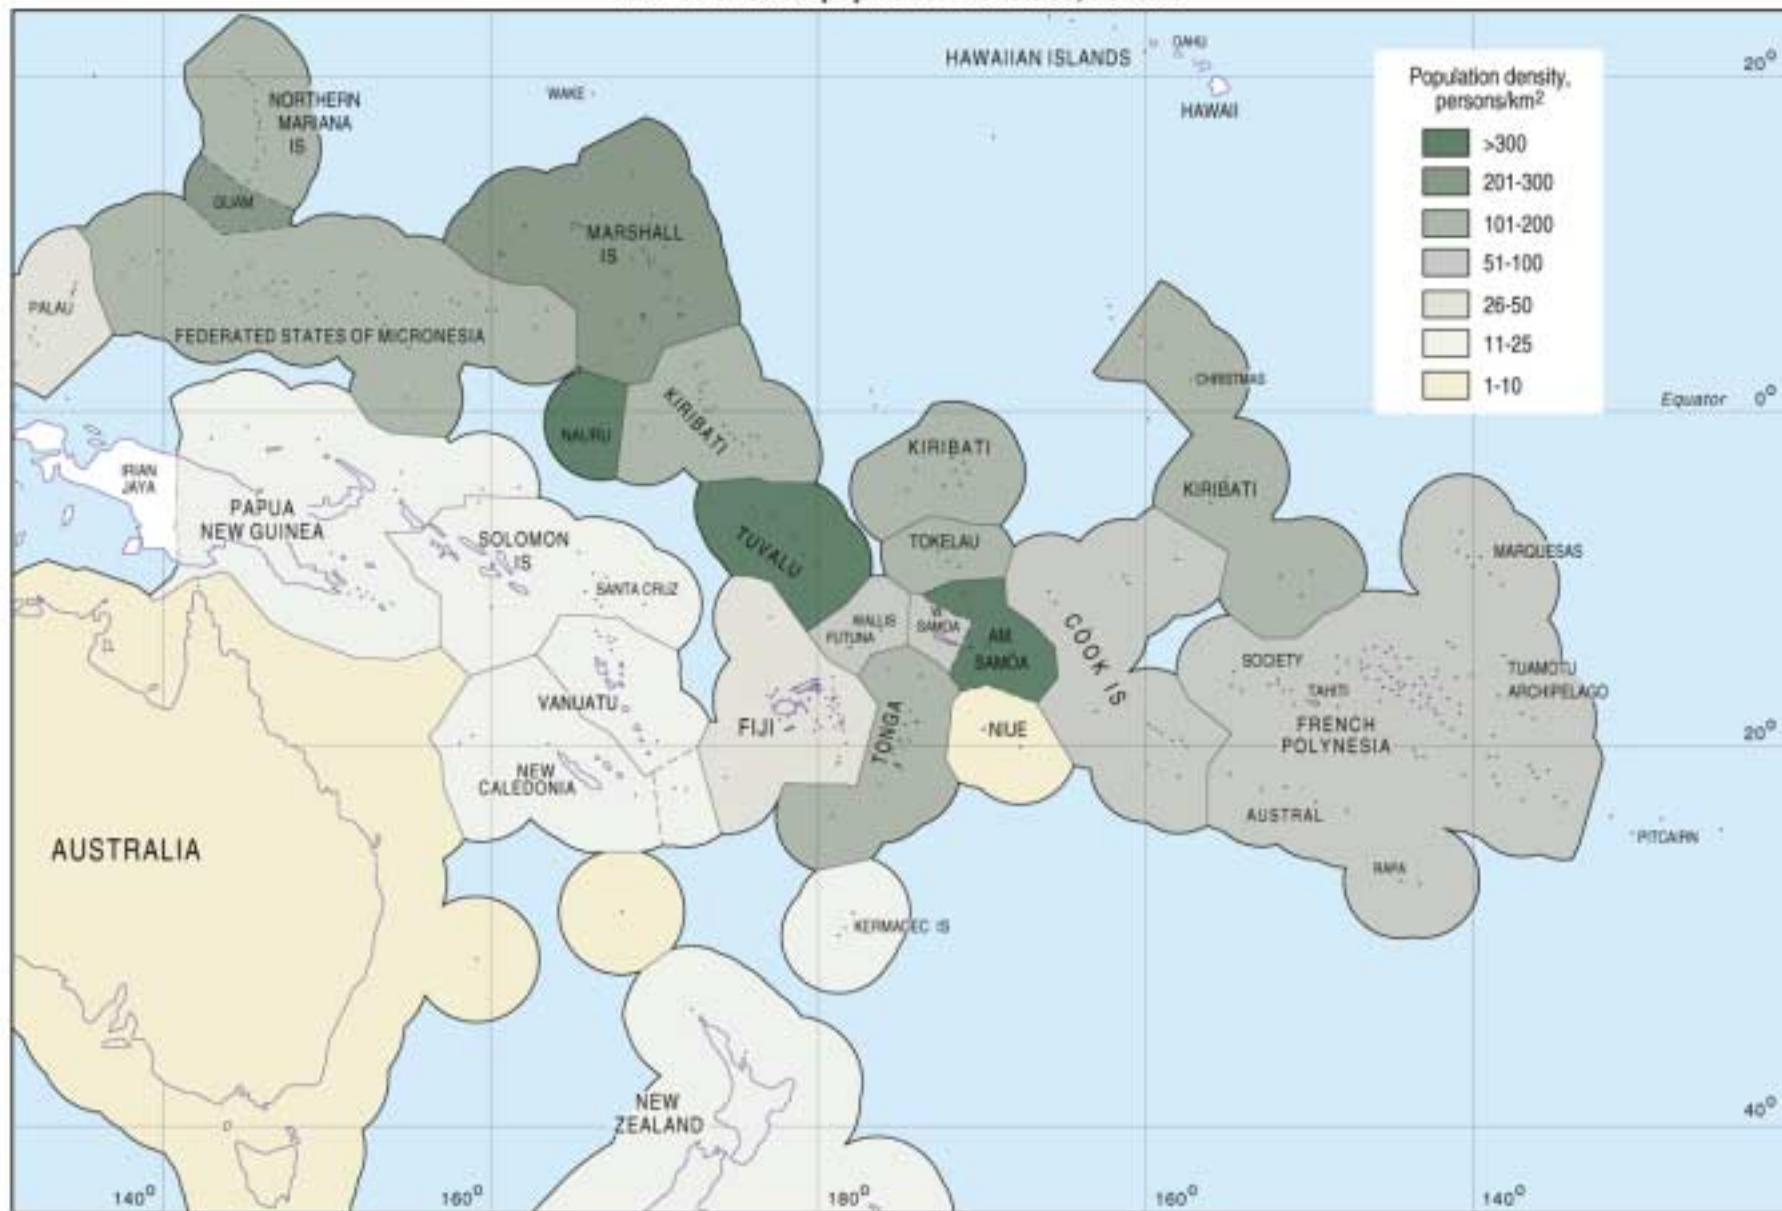 HAWAIIAN ISLANDS
OAHU
HAWAII
20°
Population density,
persons/km2
>300
201-300
101-200
51-100
26-50
11-25
1-10
NORTHERN
MARIANA
IS
WAKE
GUAM
MARSHALL
IS
PALAU
FEDERATED STATES OF MICRONESIA
CHRISTMAS
Equator 0°
NAURU
KIRIBATI
KIRIBATI
KIRIBATI
IRIAN
JAYA
PAPUA
NEW GUINEA
SOLOMON
IS
SANTA CRUZ
TUVALU
TOKELAU
MARQUESAS
WALLIS
FUTUNA
W
SAMOA
AM
SAMOA
COOK IS
SOCIETY
TAHITI
TUAMOTU
ARCHIPELAGO
VANUATU
FIJI
TONGA
NIUE
FRENCH
POLYNESIA
20°
NEW
CALEDONIA
AUSTRAL
PITCAIRN
AUSTRALIA
RAPA
KERMADEC IS
NEW
ZEALAND
40°
140°
160°
180°
160°
140°